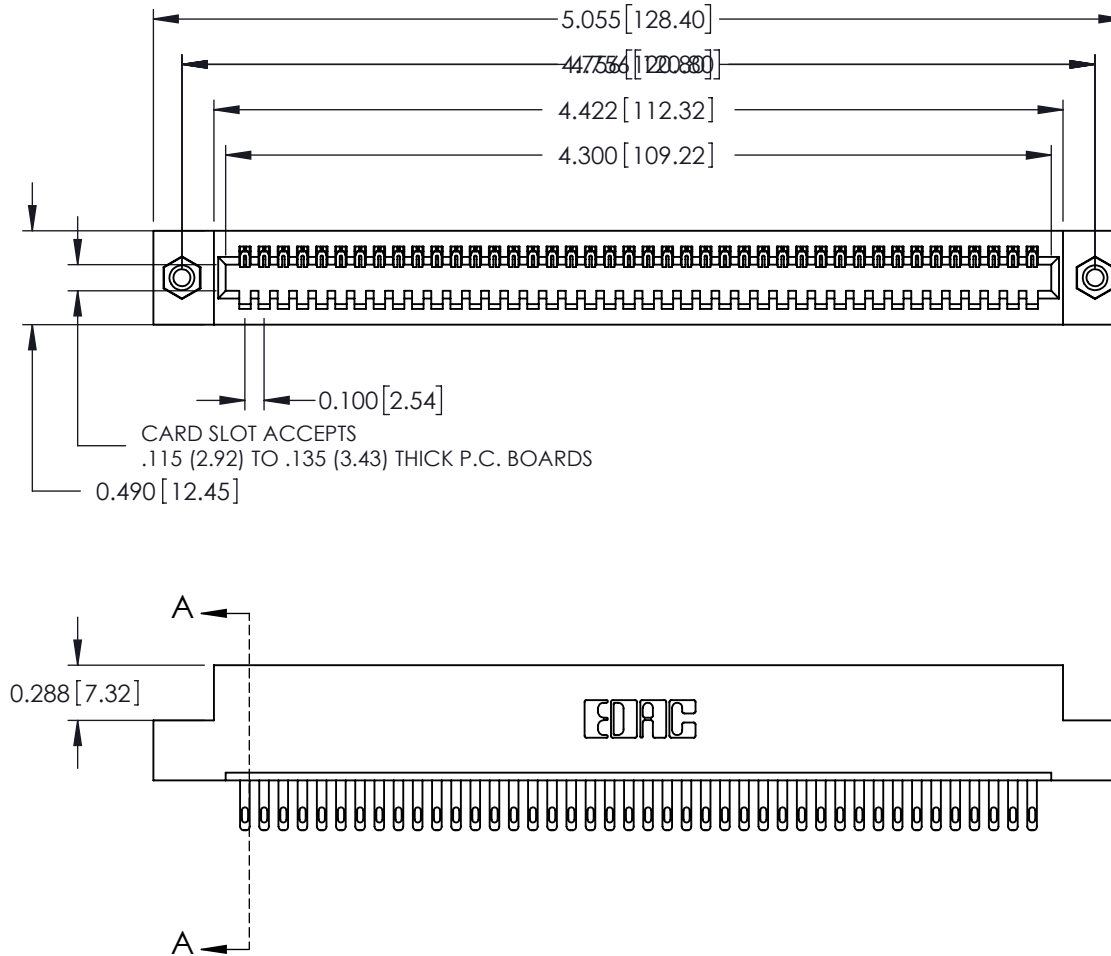 5.055 [128.40]
4.422 [112.32]
4.300 [109.22]
0.100 [2.54]
CARD SLOT ACCEPTS
.115 (2.92) TO .135 (3.43) THICK P.C. BOARDS
0.490 [12.45]
A
0.288 [7.32]
EDAC
A